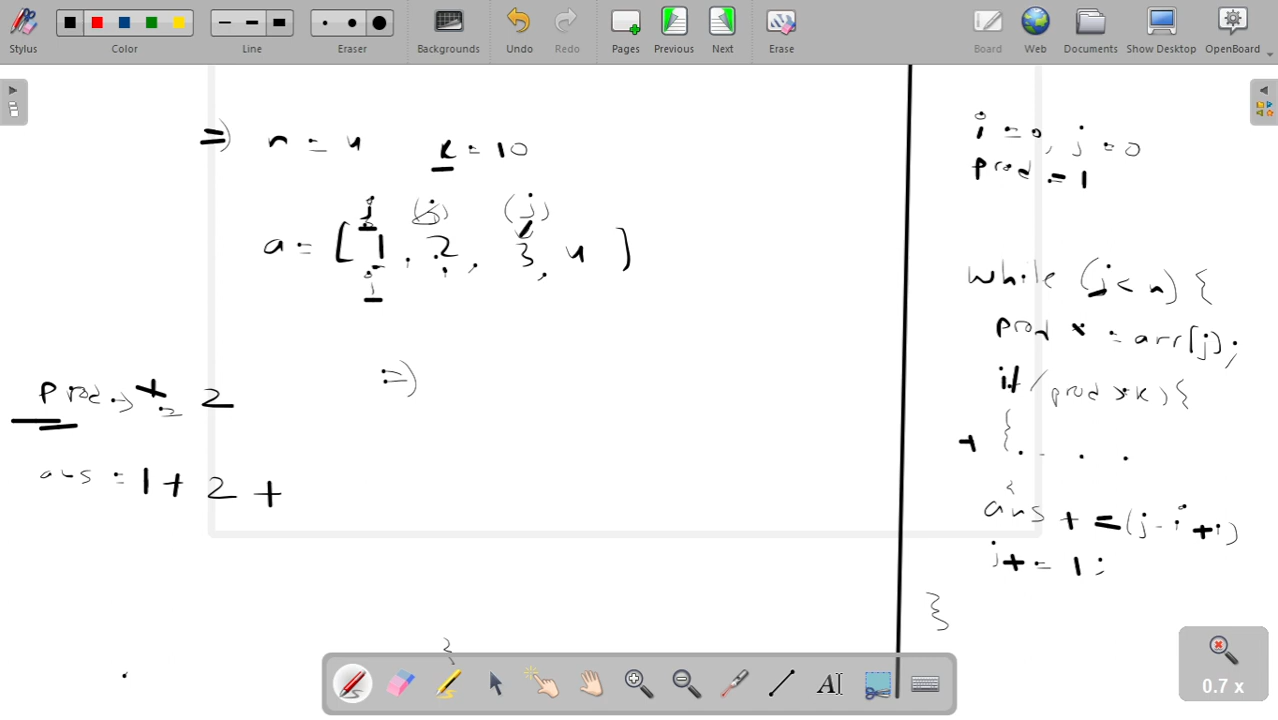 Stylus Color Line Eraser Backgrounds Undo Redo Pages Previous Next Erase Board Web Documents Show Desktop OpenBoard
=) n = 4 k = 10
j (j) (j)
a = [ 1, 2, 3, 4 ]
i
=)
prod -> 2
ans = 1 + 2 +
i = 0, j = 0
prod = 1
while (j < n) {
prod * = arr[j];
if (prod > k) {
{ . . .
ans + = (j - i + 1)
j + = 1 ;
}
0.7 x